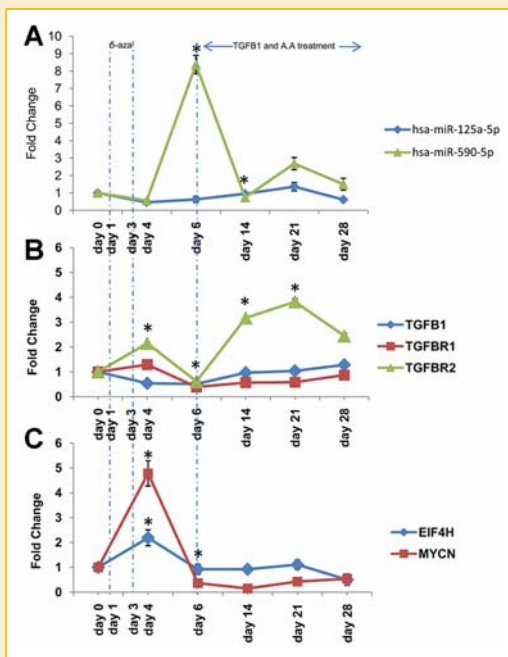 A
5-aza
TGFB1 and A.A treatment
Fold Change
10
9
8
7
6
5
4
3
2
1
0
*
*
hsa-miR-125a-5p
hsa-miR-590-5p
day 0
day 1
day 3
day 4
day 6
day 14
day 21
day 28
B
Fold Change
6
5
4
3
2
1
0
*
*
*
*
TGFB1
TGFBR1
TGFBR2
day 0
day 1
day 3
day 4
day 6
day 14
day 21
day 28
C
Fold Change
6
5
4
3
2
1
0
*
*
*
EIF4H
MYCN
day 0
day 1
day 3
day 4
day 6
day 14
day 21
day 28